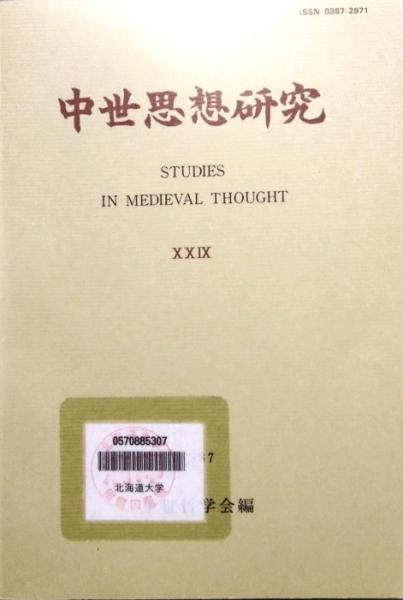 ISSN 0387-2971
中世思想研究
STUDIES
IN MEDIEVAL THOUGHT
XXIX
0570885307
北海道大学
7
学会編